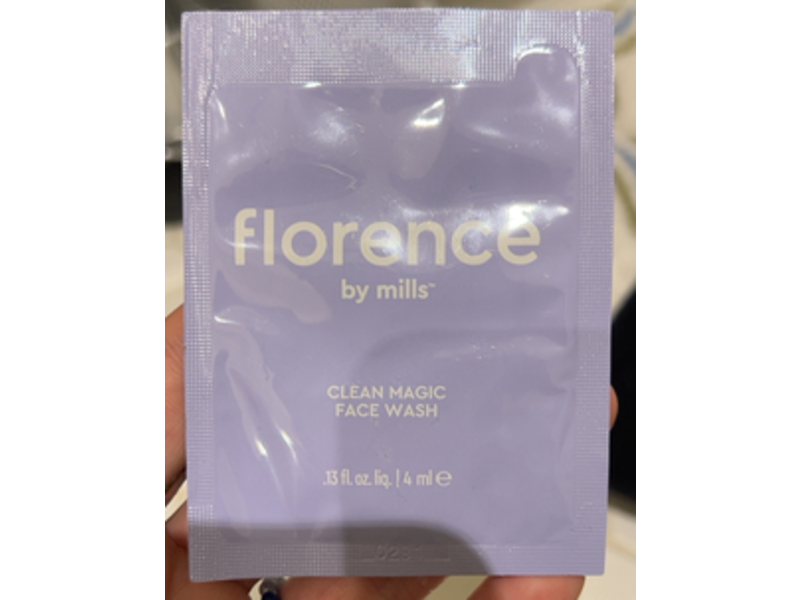 florence
by mills™
CLEAN MAGIC
FACE WASH
.13 fl. oz. liq. | 4 ml ℮